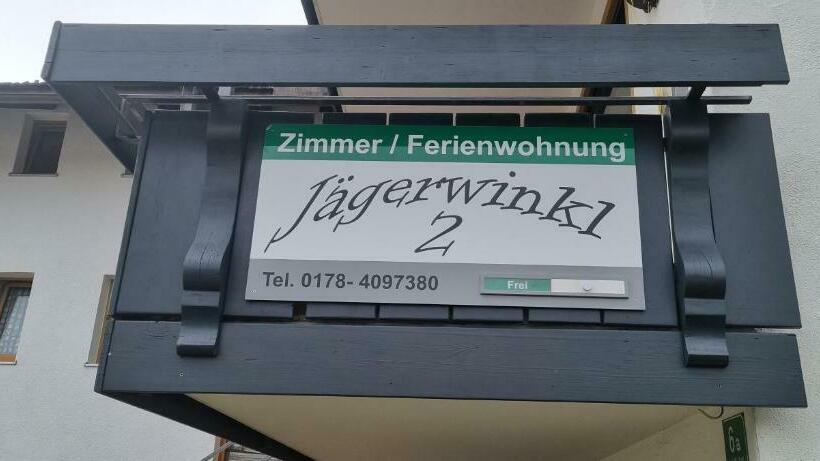 Zimmer / Ferienwohnung
Jägerwinkl
2
Tel. 0178- 4097380
Frei